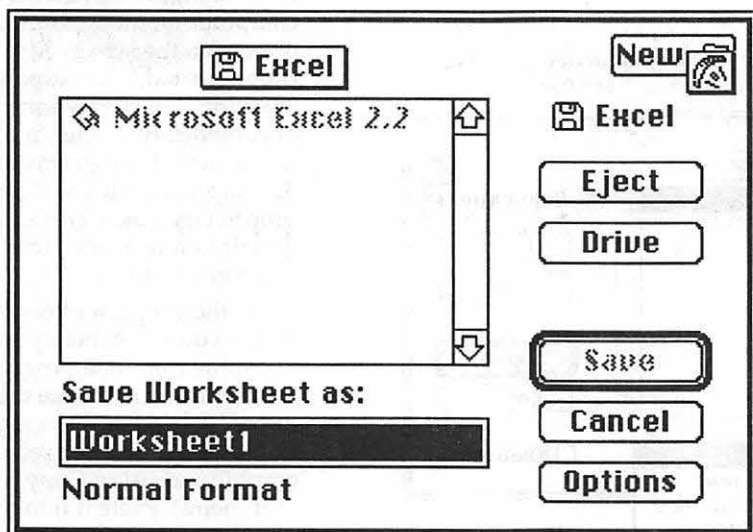 Excel
New
Microsoft Excel 2.2
Excel
Eject
Drive
Save
Save Worksheet as:
Worksheet1
Cancel
Normal Format
Options